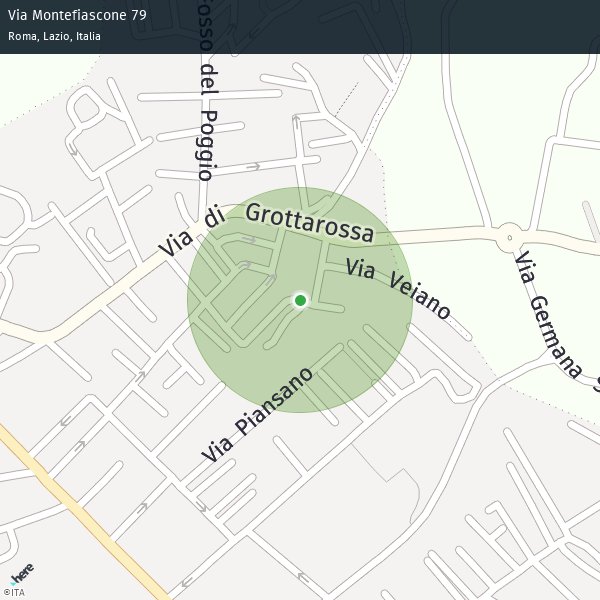 Via Montefiascone 79
Roma, Lazio, Italia
Fosso del Poggio
Via di Grottarossa
Via Veiano
Via Germana
Via Piansano
here
©ITA